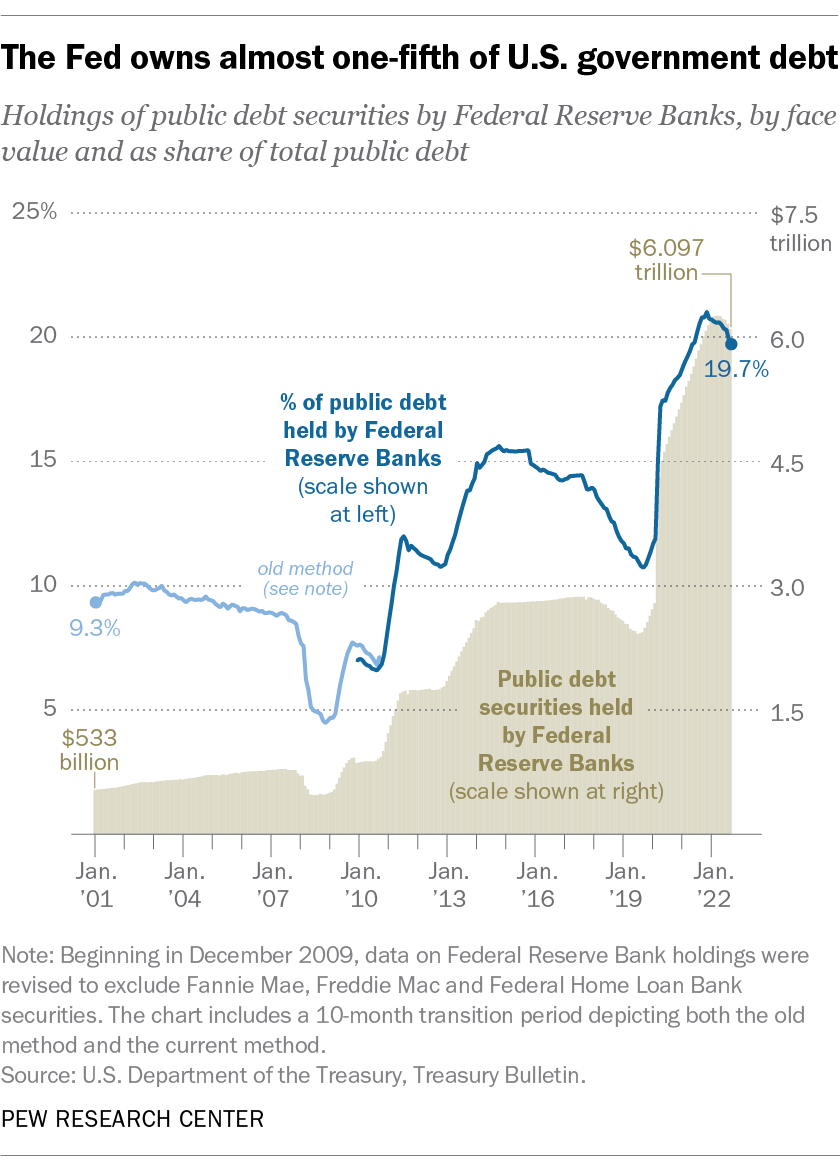 The Fed owns almost one-fifth of U.S. government debt
Holdings of public debt securities by Federal Reserve Banks, by face
value and as share of total public debt
25%
$7.5
trillion
$6.097
trillion
20
6.0
19.7%
% of public debt
held by Federal
Reserve Banks
(scale shown
at left)
15
4.5
old method
(see note)
10
3.0
9.3%
Public debt
securities held
by Federal
Reserve Banks
(scale shown at right)
5
1.5
$533
billion
Jan.
’01
Jan.
’04
Jan.
’07
Jan.
’10
Jan.
’13
Jan.
’16
Jan.
’19
Jan.
’22
Note: Beginning in December 2009, data on Federal Reserve Bank holdings were
revised to exclude Fannie Mae, Freddie Mac and Federal Home Loan Bank
securities. The chart includes a 10-month transition period depicting both the old
method and the current method.
Source: U.S. Department of the Treasury, Treasury Bulletin.
PEW RESEARCH CENTER